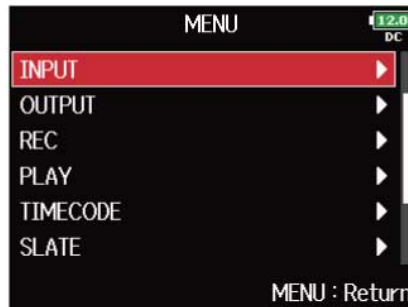 MENU
12.0
DC
INPUT
OUTPUT
REC
PLAY
TIMECODE
SLATE
MENU : Return